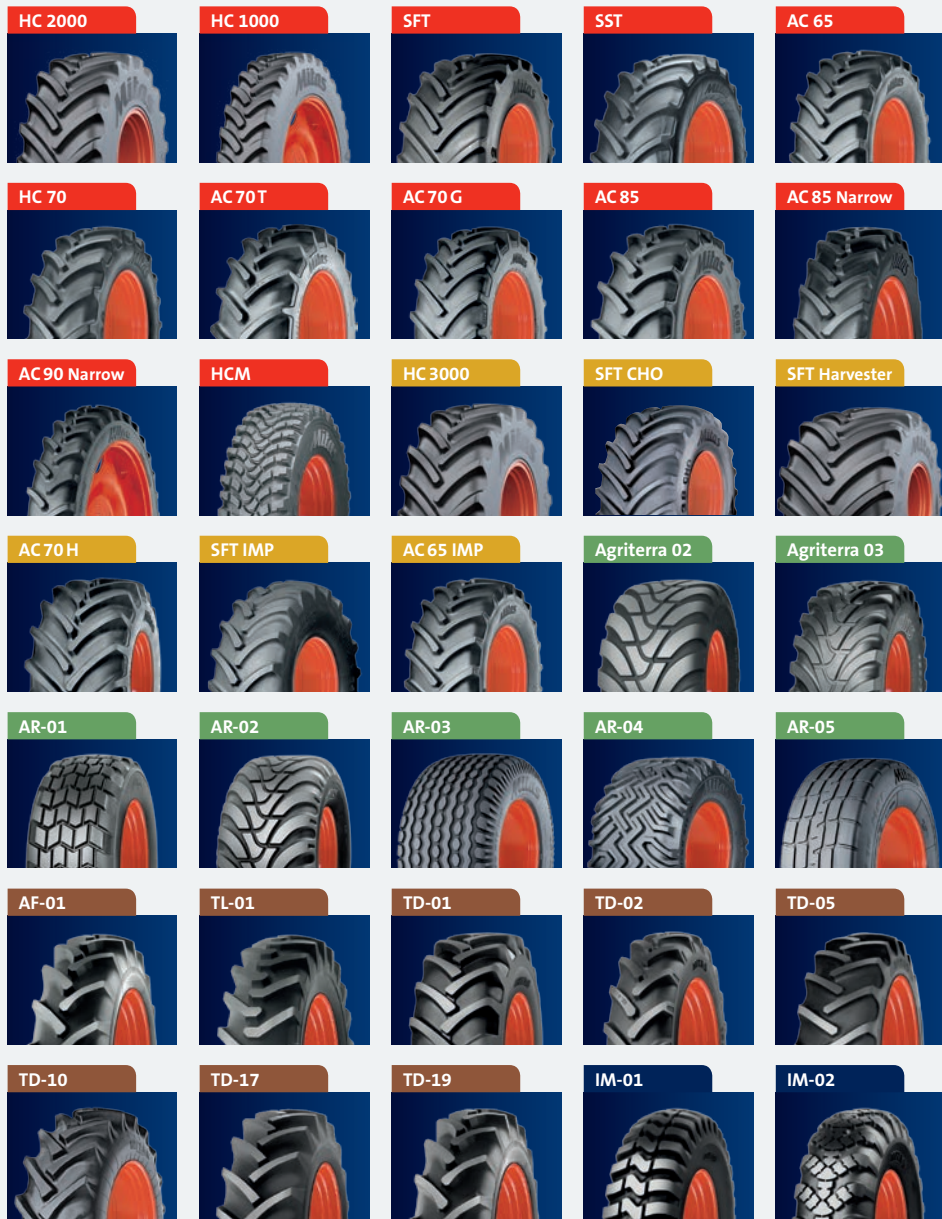 HC 2000
HC 1000
SFT
SST
AC 65
HC 70
AC 70 T
AC 70 G
AC 85
AC 85 Narrow
AC 90 Narrow
HCM
HC 3000
SFT CHO
SFT Harvester
AC 70 H
SFT IMP
AC 65 IMP
Agriterra 02
Agriterra 03
AR-01
AR-02
AR-03
AR-04
AR-05
AF-01
TL-01
TD-01
TD-02
TD-05
TD-10
TD-17
TD-19
IM-01
IM-02